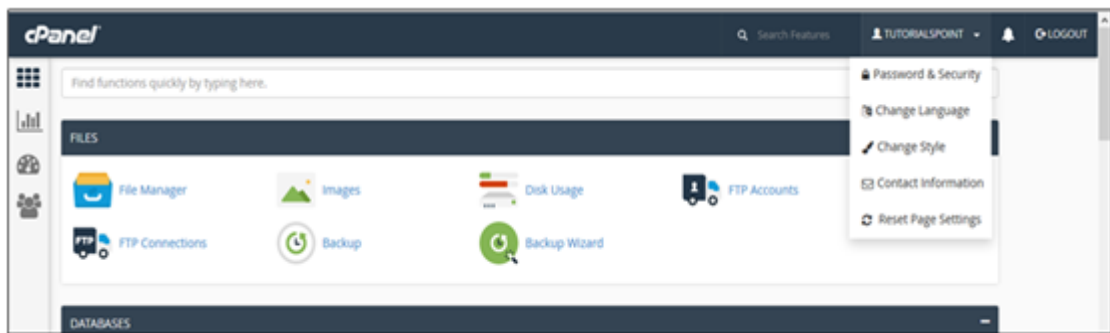 cPanel
Search Features
TUTORIALSPOINT
LOGOUT
Find functions quickly by typing here.
Password & Security
Change Language
Change Style
Contact Information
Reset Page Settings
FILES
File Manager
Images
Disk Usage
FTP Accounts
FTP
FTP Connections
Backup
Backup Wizard
DATABASES